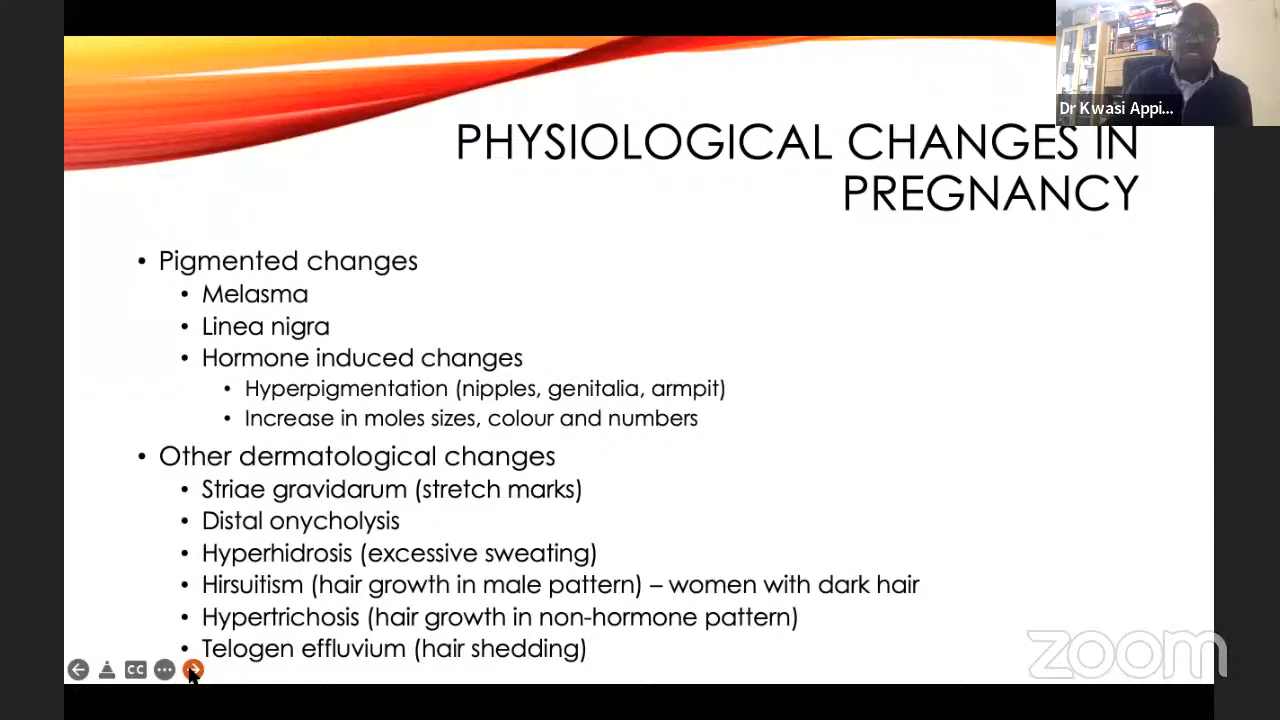 Dr Kwasi Appi...
PHYSIOLOGICAL CHANGES IN
PREGNANCY
• Pigmented changes
• Melasma
• Linea nigra
• Hormone induced changes
• Hyperpigmentation (nipples, genitalia, armpit)
• Increase in moles sizes, colour and numbers
• Other dermatological changes
• Striae gravidarum (stretch marks)
• Distal onycholysis
• Hyperhidrosis (excessive sweating)
• Hirsuitism (hair growth in male pattern) – women with dark hair
• Hypertrichosis (hair growth in non-hormone pattern)
• Telogen effluvium (hair shedding)
CC
zoom